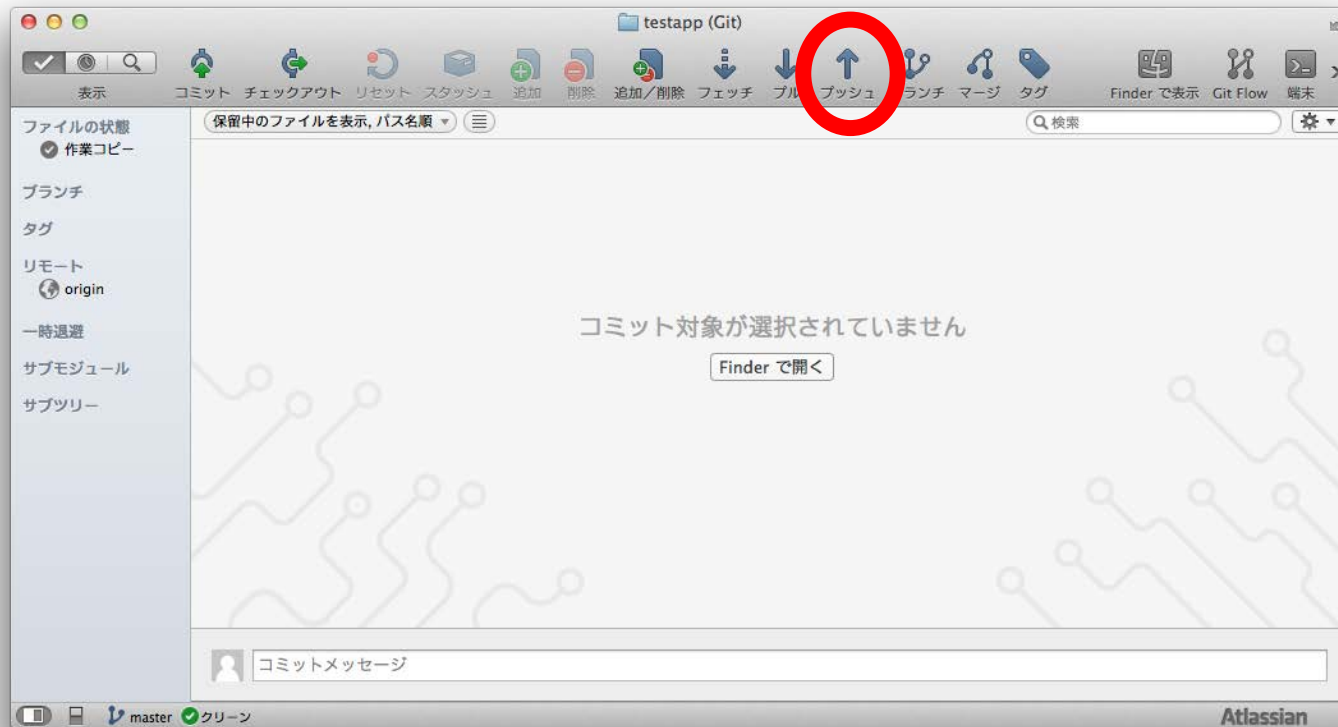 testapp (Git)
表示 コミット チェックアウト リセット スタッシュ 追加 削除 追加/削除 フェッチ プル プッシュ ランチ マージ タグ Finder で表示 Git Flow 端末
ファイルの状態
保留中のファイルを表示, パス名順
検索
作業コピー
ブランチ
タグ
リモート
origin
一時退避
サブモジュール
サブツリー
コミット対象が選択されていません
Finder で開く
コミットメッセージ
master クリーン
Atlassian